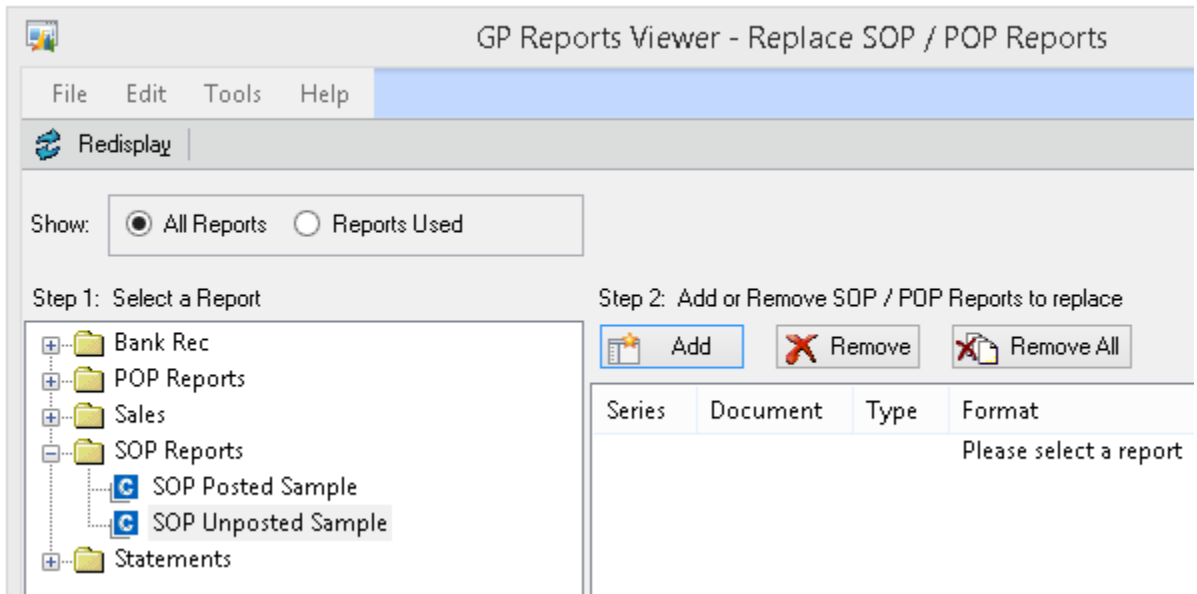 GP Reports Viewer - Replace SOP / POP Reports
File Edit Tools Help
Redisplay
Show: All Reports Reports Used
Step 1: Select a Report
Bank Rec
POP Reports
Sales
SOP Reports
SOP Posted Sample
SOP Unposted Sample
Statements
Step 2: Add or Remove SOP / POP Reports to replace
Add Remove Remove All
Series Document Type Format
Please select a report